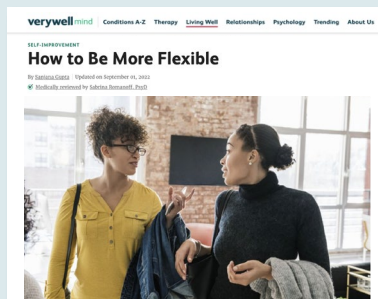 verywellmind Conditions A-Z Therapy Living Well Relationships Psychology Trending About Us
SELF-IMPROVEMENT
How to Be More Flexible
By Sanjana Gupta Updated on September 01, 2022
Medically reviewed by Sabrina Romanoff, PsyD